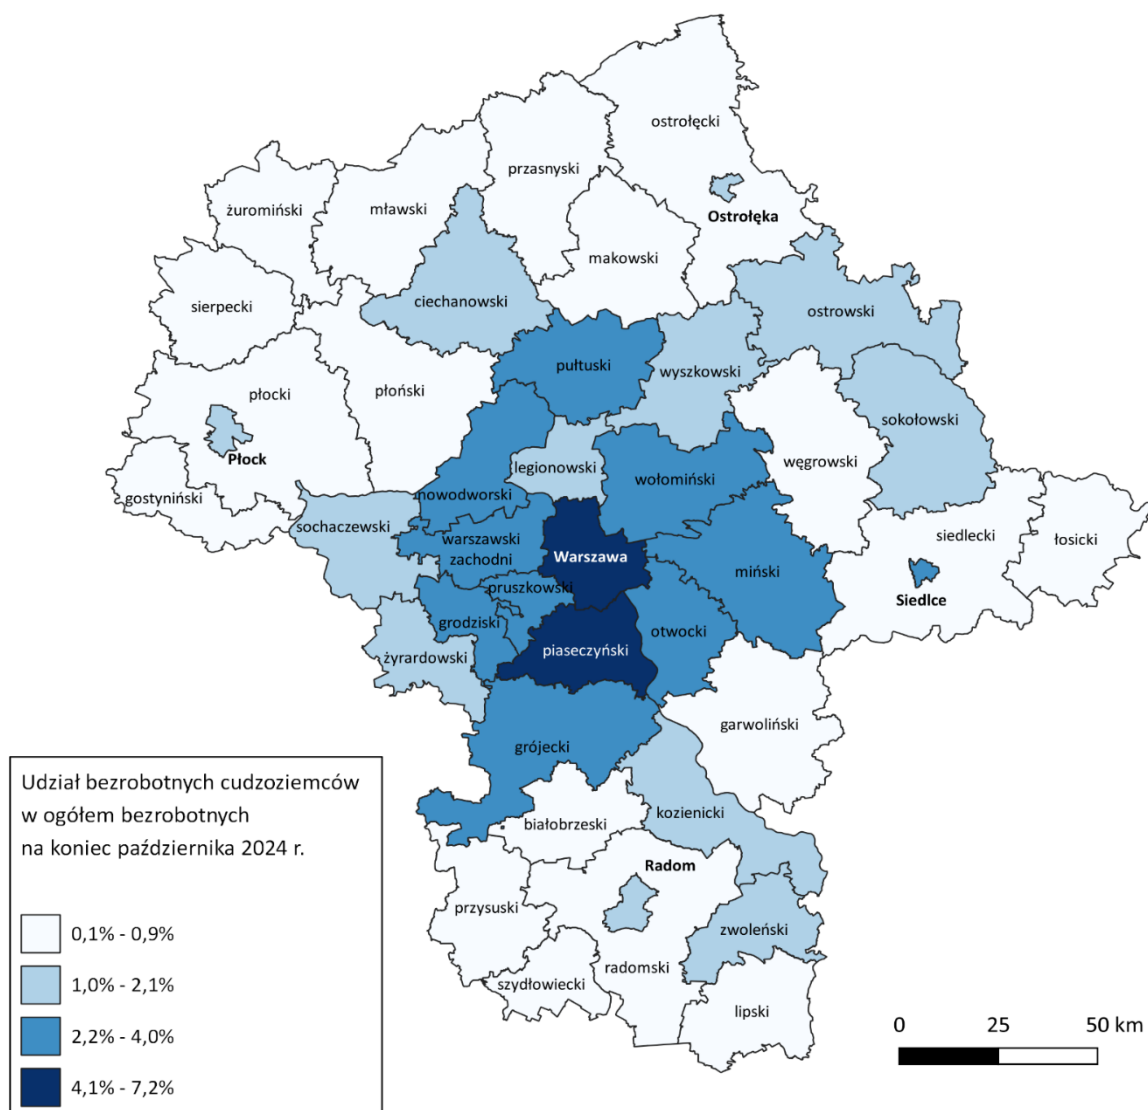 ostrołęcki
przasnyski
żuromiński
mławski
Ostrołęka
makowski
ciechanowski
sierpecki
ostrowski
pułtuski
wyszkowski
płocki
płoński
sokołowski
Płock
legionowski
węgrowski
wołomiński
gostyniński
nowodworski
sochaczewski
warszawski
zachodni
siedlecki
łosicki
Warszawa
miński
pruszkowski
Siedlce
grodziski
otwocki
piaseczyński
żyrardowski
garwoliński
grójecki
kozienicki
białobrzeski
Radom
przysuski
zwoleński
radomski
szydłowiecki
lipski
Udział bezrobotnych cudzoziemców
w ogółem bezrobotnych
na koniec października 2024 r.
0,1% - 0,9%
1,0% - 2,1%
2,2% - 4,0%
4,1% - 7,2%
0 25 50 km